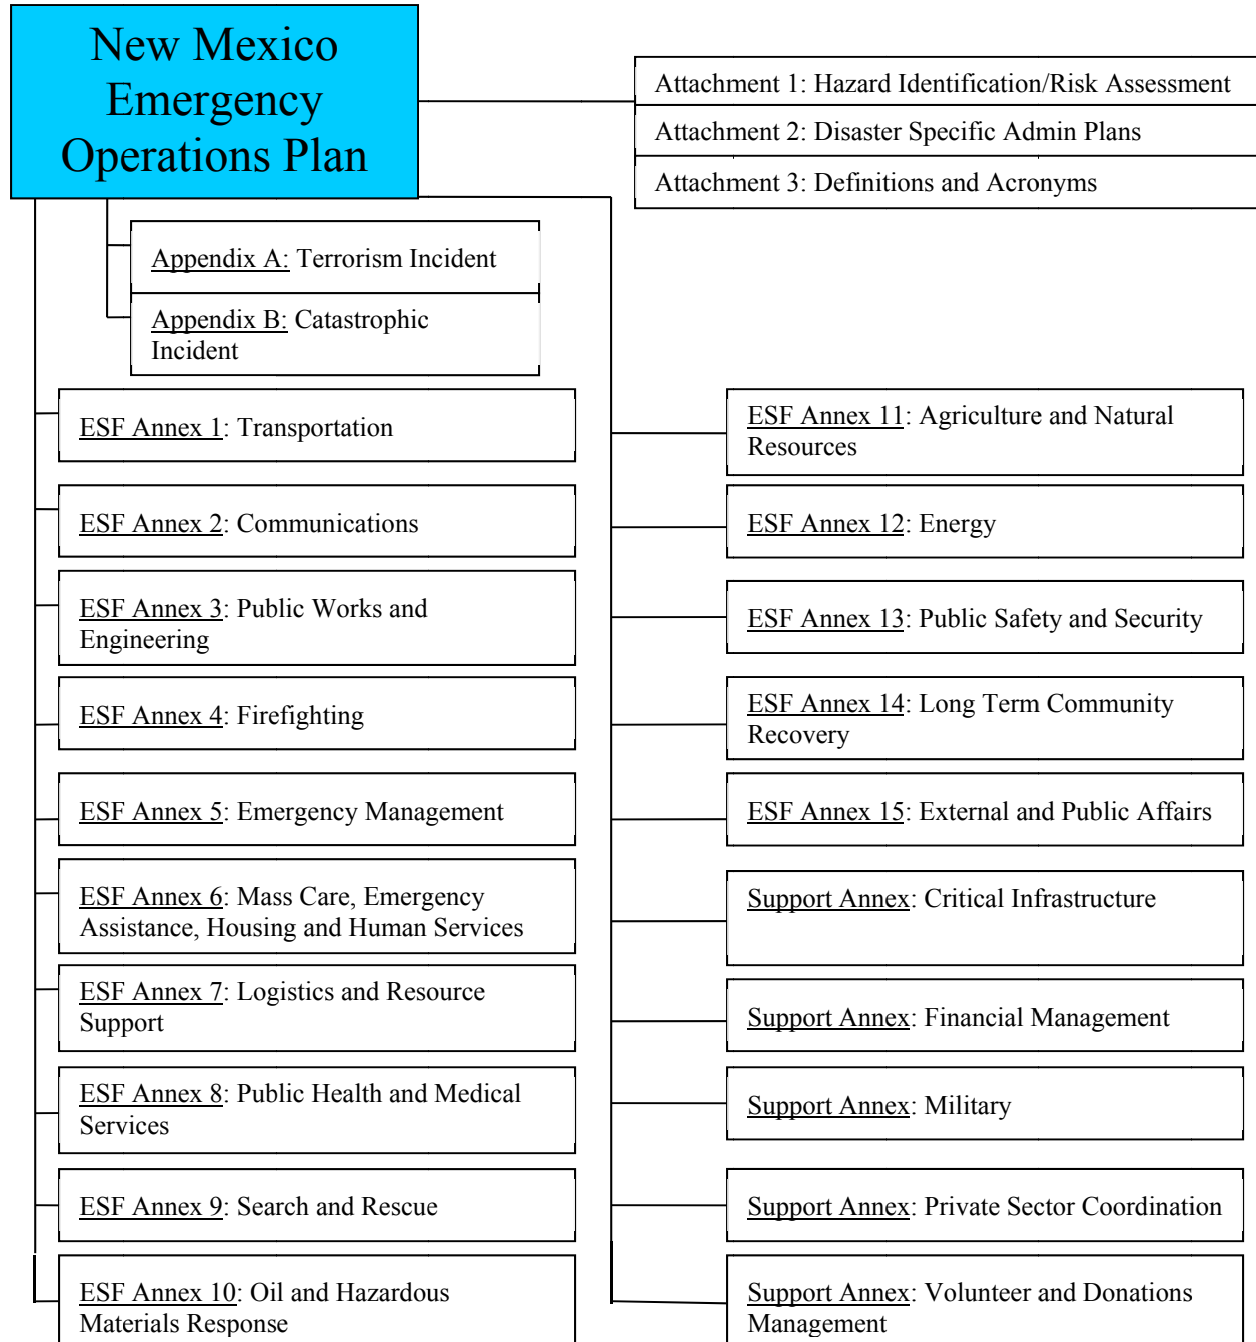 New Mexico
Emergency
Operations Plan
Attachment 1: Hazard Identification/Risk Assessment
Attachment 2: Disaster Specific Admin Plans
Attachment 3: Definitions and Acronyms
Appendix A: Terrorism Incident
Appendix B: Catastrophic
Incident
ESF Annex 1: Transportation
ESF Annex 2: Communications
ESF Annex 3: Public Works and
Engineering
ESF Annex 4: Firefighting
ESF Annex 5: Emergency Management
ESF Annex 6: Mass Care, Emergency
Assistance, Housing and Human Services
ESF Annex 7: Logistics and Resource
Support
ESF Annex 8: Public Health and Medical
Services
ESF Annex 9: Search and Rescue
ESF Annex 10: Oil and Hazardous
Materials Response
ESF Annex 11: Agriculture and Natural
Resources
ESF Annex 12: Energy
ESF Annex 13: Public Safety and Security
ESF Annex 14: Long Term Community
Recovery
ESF Annex 15: External and Public Affairs
Support Annex: Critical Infrastructure
Support Annex: Financial Management
Support Annex: Military
Support Annex: Private Sector Coordination
Support Annex: Volunteer and Donations
Management